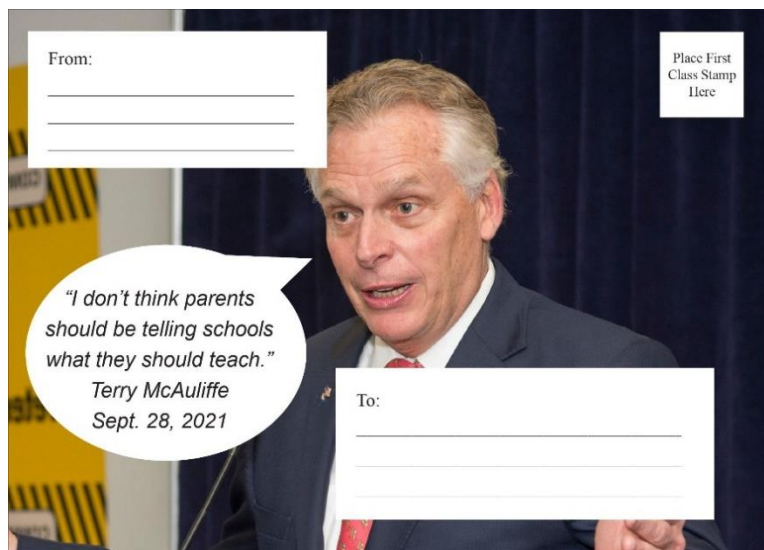 From:
Place First
Class Stamp
Here
“I don’t think parents
should be telling schools
what they should teach.”
Terry McAuliffe
Sept. 28, 2021
To: